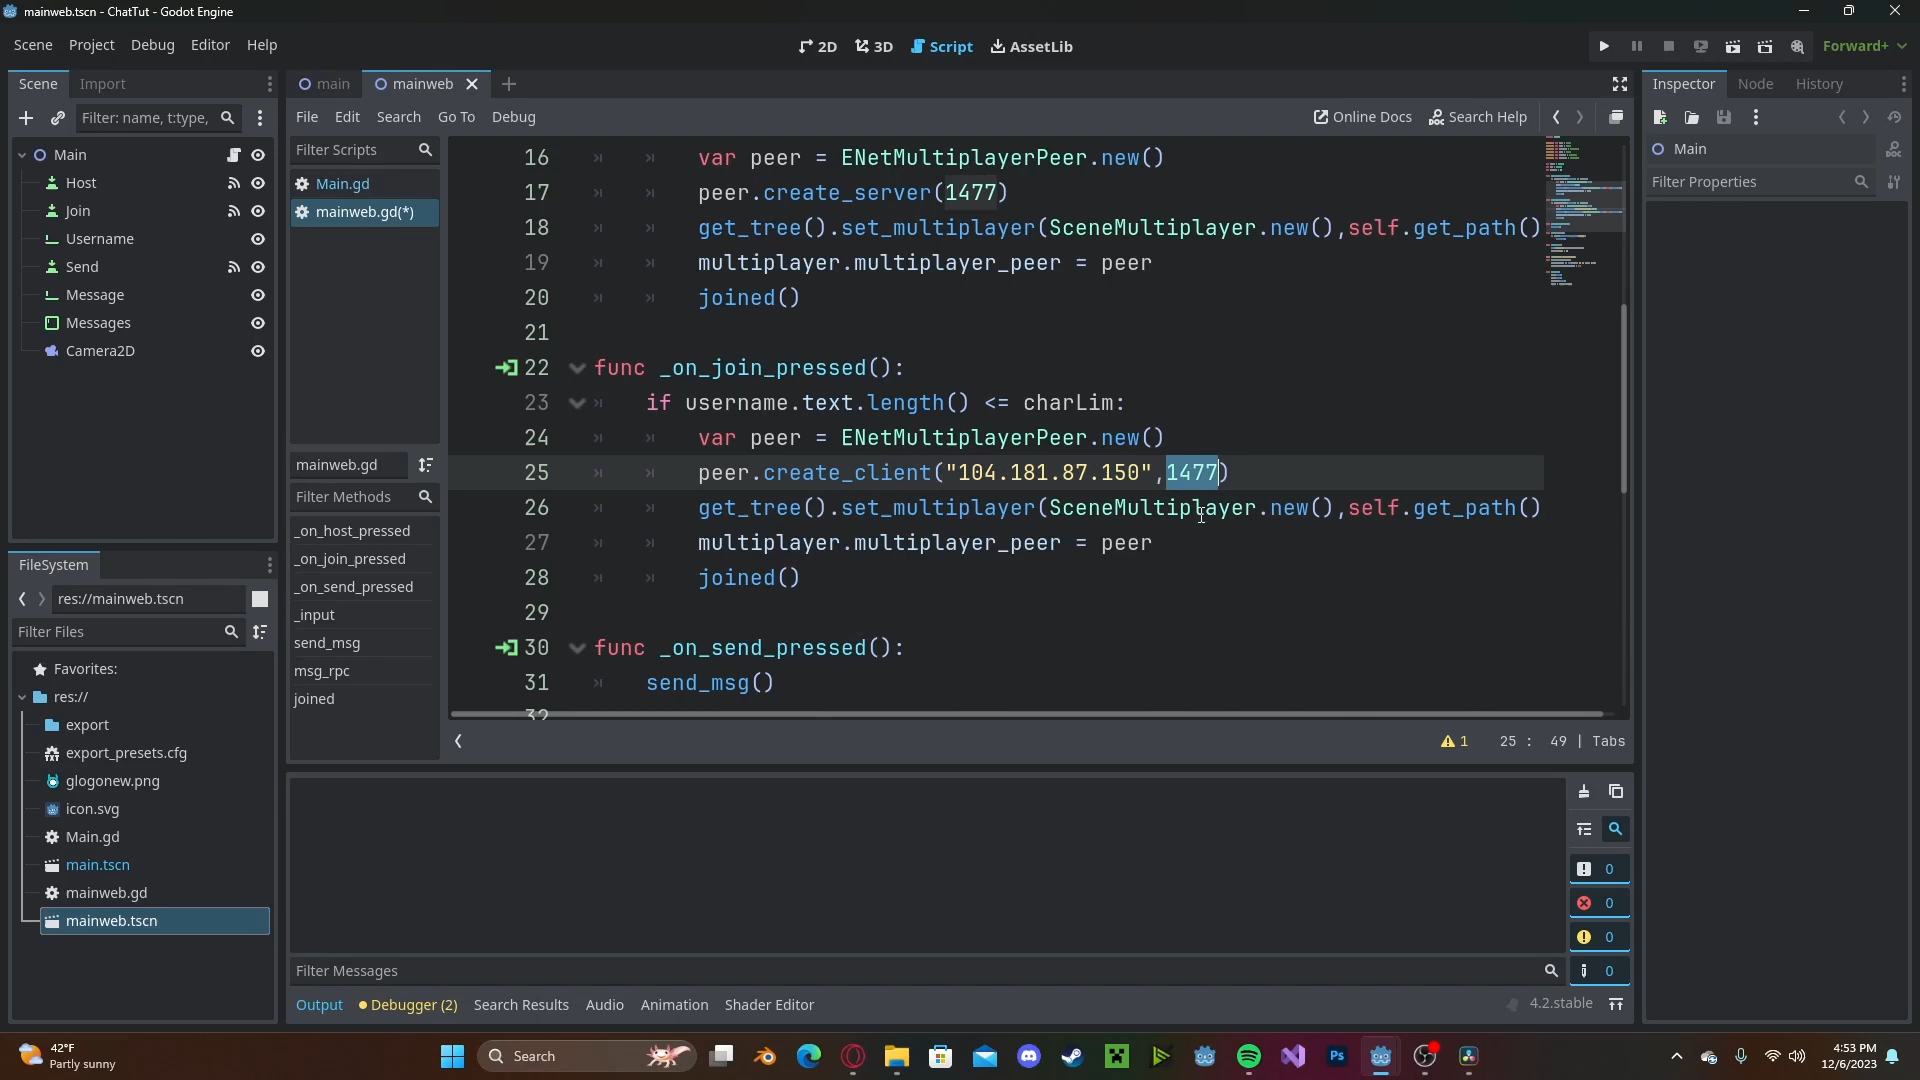 mainweb.tscn - ChatTut - Godot Engine
Scene Project Debug Editor Help
2D 3D Script AssetLib
Forward+
Scene Import
main mainweb
Inspector Node History
Filter: name, t:type,
File Edit Search Go To Debug
Online Docs Search Help
Main
Host
Join
Username
Send
Message
Messages
Camera2D
Filter Scripts
Main.gd
mainweb.gd(*)
mainweb.gd
Filter Methods
_on_host_pressed
_on_join_pressed
_on_send_pressed
_input
send_msg
msg_rpc
joined
16 var peer = ENetMultiplayerPeer.new()
17 peer.create_server(1477)
18 get_tree().set_multiplayer(SceneMultiplayer.new(),self.get_path()
19 multiplayer.multiplayer_peer = peer
20 joined()
21
22 func _on_join_pressed():
23 if username.text.length() <= charLim:
24 var peer = ENetMultiplayerPeer.new()
25 peer.create_client("104.181.87.150",1477)
26 get_tree().set_multiplayer(SceneMultiplayer.new(),self.get_path()
27 multiplayer.multiplayer_peer = peer
28 joined()
29
30 func _on_send_pressed():
31 send_msg()
32
1 25 : 49 | Tabs
Main
Filter Properties
FileSystem
res://mainweb.tscn
Filter Files
Favorites:
res://
export
export_presets.cfg
glogonew.png
icon.svg
Main.gd
main.tscn
mainweb.gd
mainweb.tscn
0
0
0
0
Filter Messages
Output Debugger (2) Search Results Audio Animation Shader Editor
4.2.stable
42°F
Partly sunny
Search
Ps
4:53 PM
12/6/2023